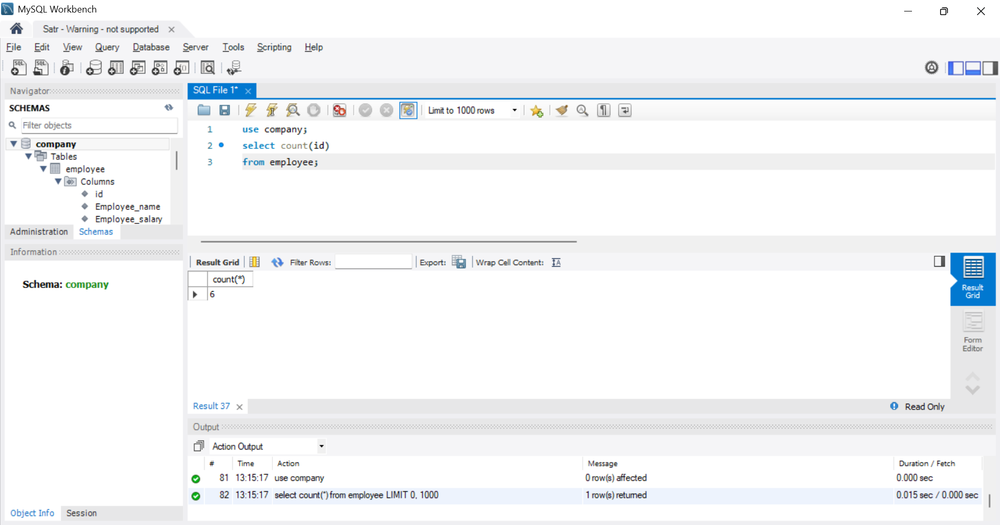 MySQL Workbench
Satr - Warning - not supported
File Edit View Query Database Server Tools Scripting Help
Navigator
SCHEMAS
Filter objects
company
Tables
employee
Columns
id
Employee_name
Employee_salary
Administration Schemas
Information
Schema: company
Object Info Session
SQL File 1*
Limit to 1000 rows
1 use company;
2 select count(id)
3 from employee;
Result Grid Filter Rows: Export: Wrap Cell Content:
count(*)
6
Result Grid
Form Editor
Result 37
Read Only
Output
Action Output
# Time Action Message Duration / Fetch
81 13:15:17 use company 0 row(s) affected 0.000 sec
82 13:15:17 select count(*) from employee LIMIT 0, 1000 1 row(s) returned 0.015 sec / 0.000 sec